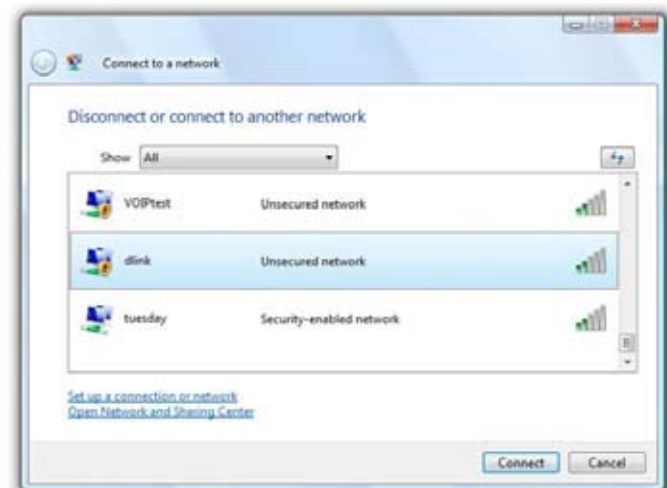 Connect to a network
Disconnect or connect to another network
Show All
VOIPtest Unsecured network
dlink Unsecured network
tuesday Security-enabled network
Set up a connection or network
Open Network and Sharing Center
Connect Cancel